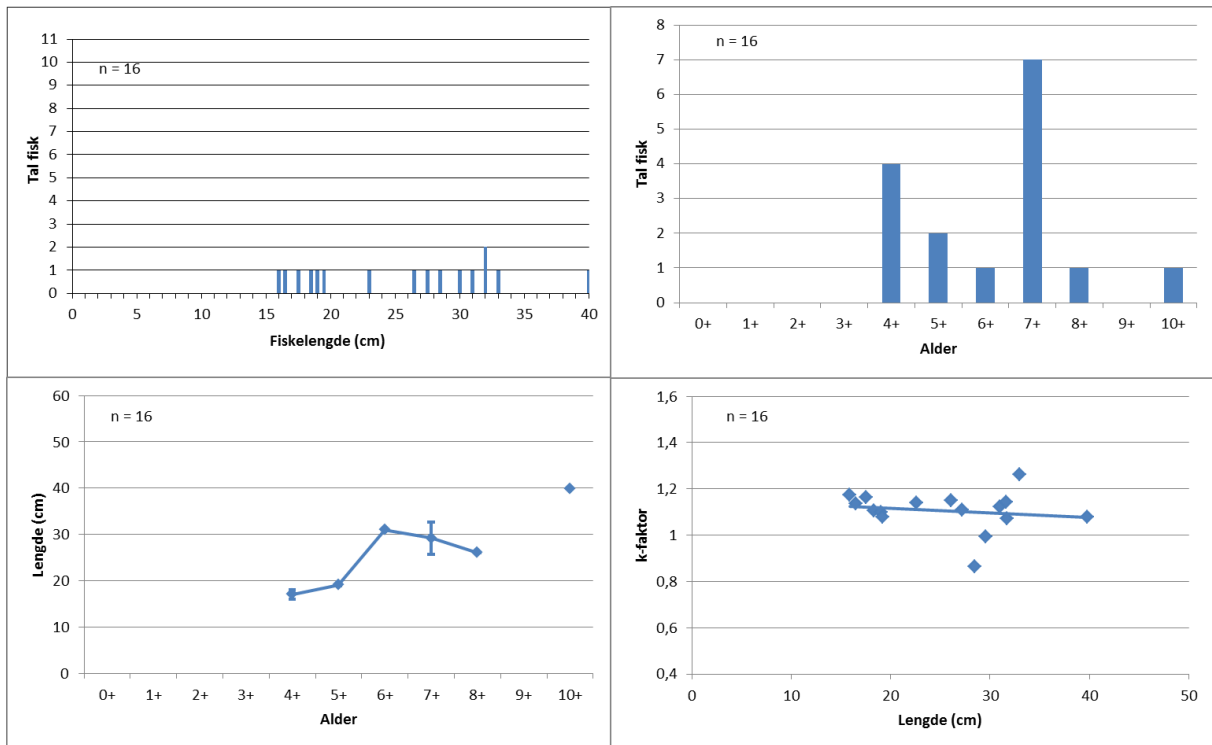 n = 16
Tal fisk
11
10
9
8
7
6
5
4
3
2
1
0
0 5 10 15 20 25 30 35 40
Fiskelengde (cm)
n = 16
Tal fisk
8
7
6
5
4
3
2
1
0
0+ 1+ 2+ 3+ 4+ 5+ 6+ 7+ 8+ 9+ 10+
Alder
n = 16
Lengde (cm)
60
50
40
30
20
10
0
0+ 1+ 2+ 3+ 4+ 5+ 6+ 7+ 8+ 9+ 10+
Alder
n = 16
k-faktor
1,6
1,4
1,2
1
0,8
0,6
0,4
0 10 20 30 40 50
Lengde (cm)